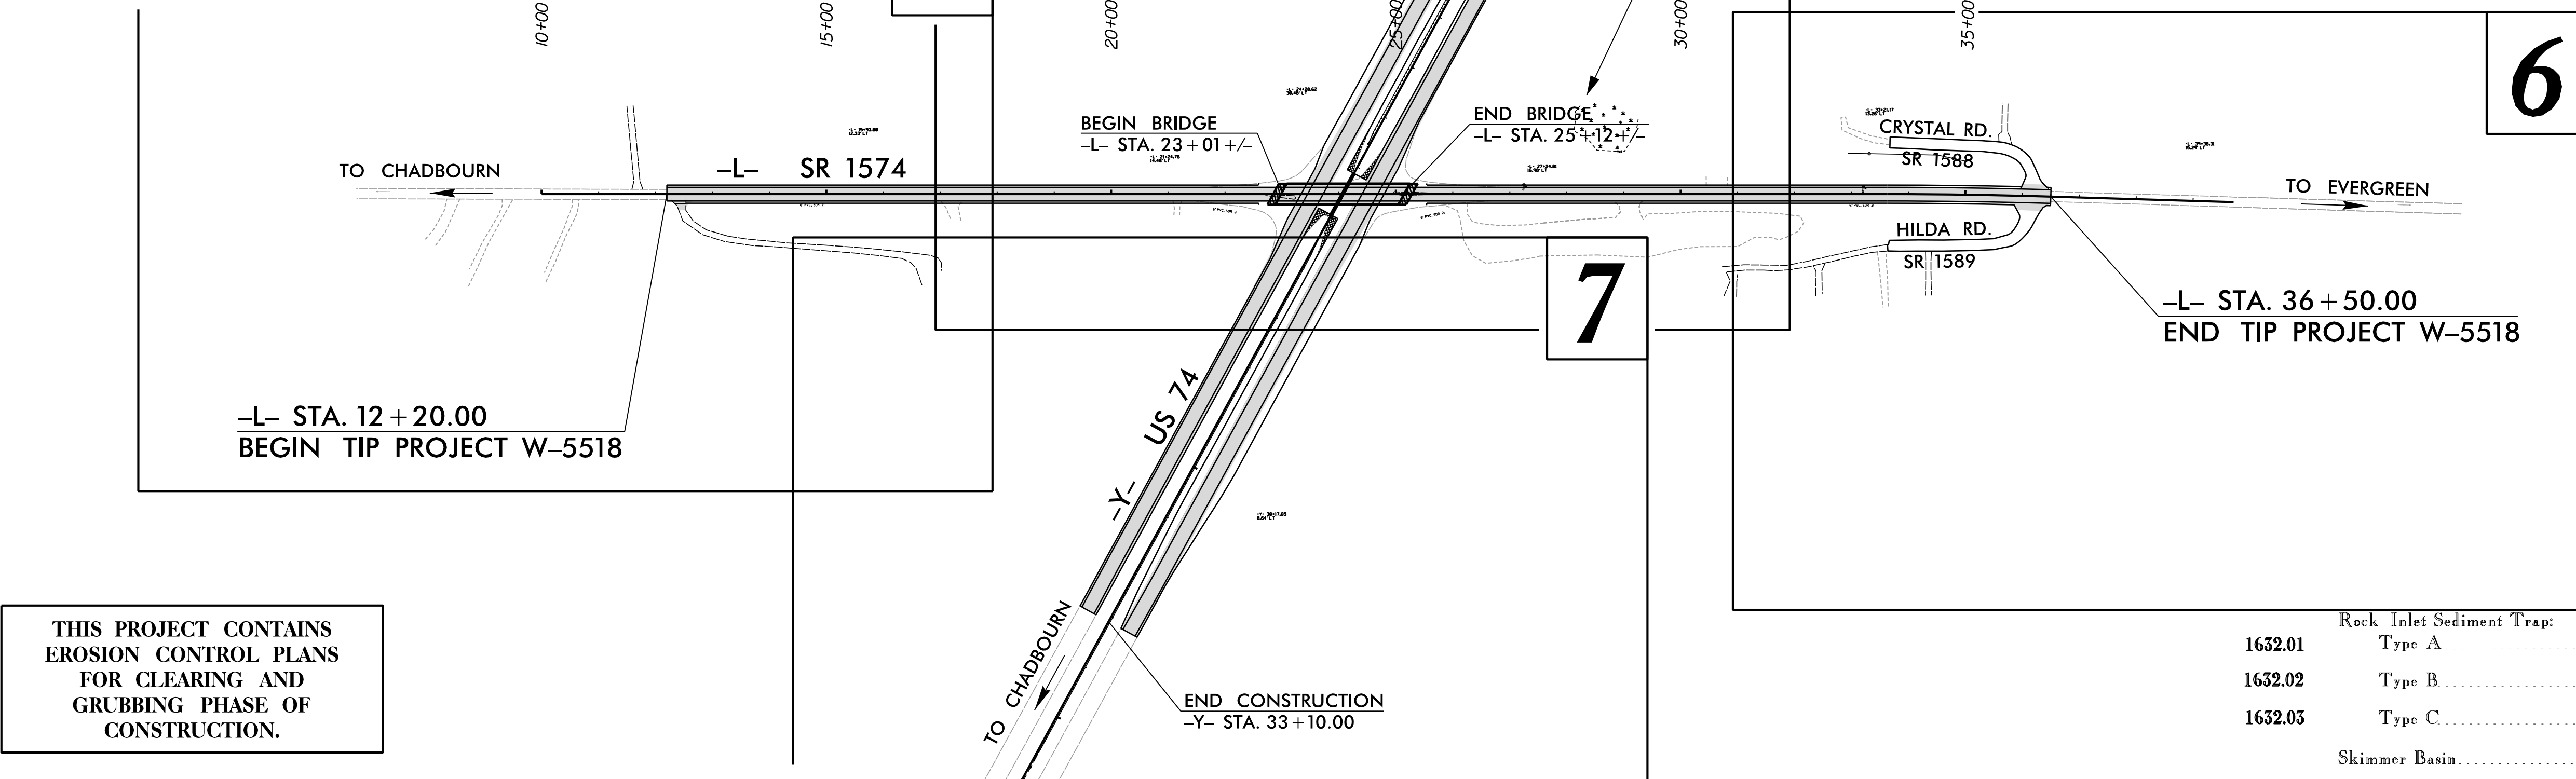 10+00
15+00
20+00
25+00
30+00
35+00
6
BEGIN BRIDGE
–L– STA. 23+01+/–
END BRIDGE
–L– STA. 25+12+/–
CRYSTAL RD.
SR 1588
TO CHADBOURN
–L– SR 1574
TO EVERGREEN
HILDA RD.
SR 1589
7
–L– STA. 36+50.00
END TIP PROJECT W–5518
–L– STA. 12+20.00
BEGIN TIP PROJECT W–5518
US 74
–Y–
TO CHADBOURN
END CONSTRUCTION
–Y– STA. 33+10.00
THIS PROJECT CONTAINS
EROSION CONTROL PLANS
FOR CLEARING AND
GRUBBING PHASE OF
CONSTRUCTION.
Rock Inlet Sediment Trap:
1632.01 Type A
1632.02 Type B
1632.03 Type C
Skimmer Basin